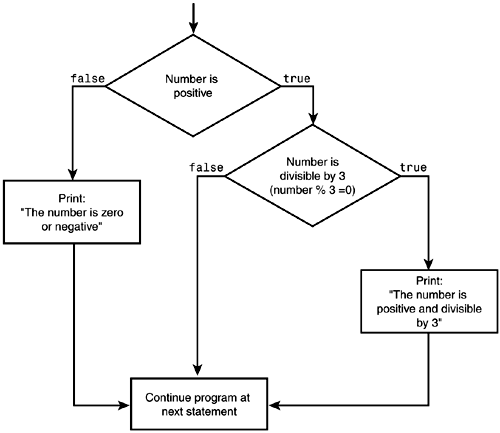 Number is
positive
false
true
Number is
divisible by 3
(number % 3 =0)
false
true
Print:
"The number is zero
or negative"
Print:
"The number is
positive and divisible
by 3"
Continue program at
next statement